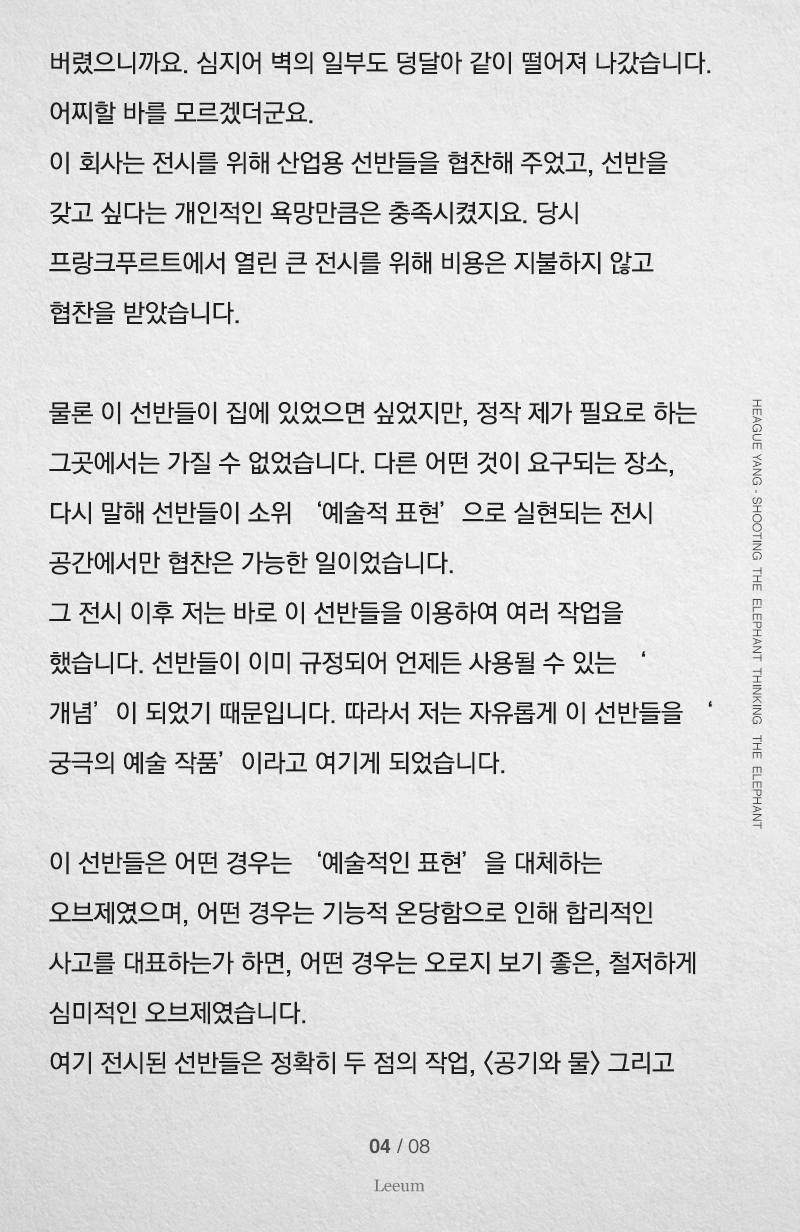 버렸으니까요. 심지어 벽의 일부도 덩달아 같이 떨어져 나갔습니다.
어찌할 바를 모르겠더군요.
이 회사는 전시를 위해 산업용 선반들을 협찬해 주었고, 선반을
갖고 싶다는 개인적인 욕망만큼은 충족시켰지요. 당시
프랑크푸르트에서 열린 큰 전시를 위해 비용은 지불하지 않고
협찬을 받았습니다.
물론 이 선반들이 집에 있었으면 싶었지만, 정작 제가 필요로 하는
그곳에서는 가질 수 없었습니다. 다른 어떤 것이 요구되는 장소,
다시 말해 선반들이 소위 ‘예술적 표현’으로 실현되는 전시
공간에서만 협찬은 가능한 일이었습니다.
그 전시 이후 저는 바로 이 선반들을 이용하여 여러 작업을
했습니다. 선반들이 이미 규정되어 언제든 사용될 수 있는 ‘
개념’이 되었기 때문입니다. 따라서 저는 자유롭게 이 선반들을 ‘
궁극의 예술 작품’이라고 여기게 되었습니다.
이 선반들은 어떤 경우는 ‘예술적인 표현’을 대체하는
오브제였으며, 어떤 경우는 기능적 온당함으로 인해 합리적인
사고를 대표하는가 하면, 어떤 경우는 오로지 보기 좋은, 철저하게
심미적인 오브제였습니다.
여기 전시된 선반들은 정확히 두 점의 작업, 〈공기와 물〉 그리고
HEAGUE YANG - SHOOTING THE ELEPHANT THINKING THE ELEPHANT
04 / 08
Leeum